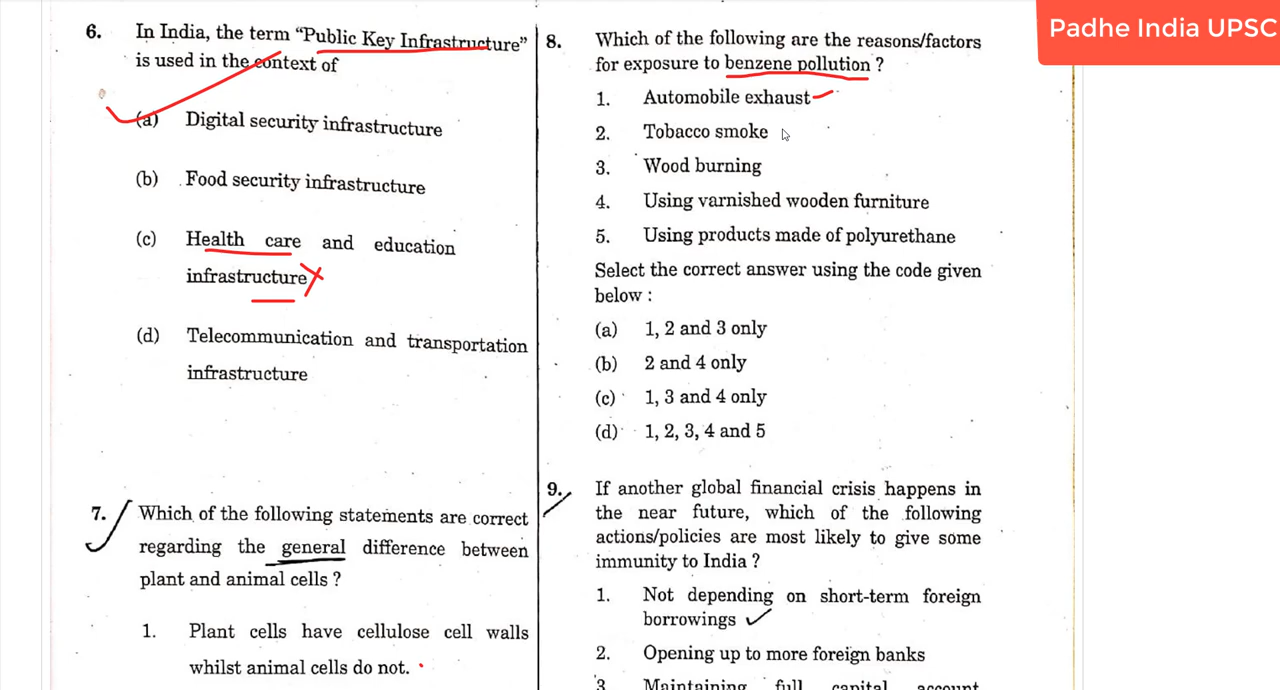 Padhe India UPSC
6. In India, the term “Public Key Infrastructure”
is used in the context of
(a) Digital security infrastructure
(b) Food security infrastructure
(c) Health care and education
infrastructure
(d) Telecommunication and transportation
infrastructure
7. Which of the following statements are correct
regarding the general difference between
plant and animal cells ?
1. Plant cells have cellulose cell walls
whilst animal cells do not.
8. Which of the following are the reasons/factors
for exposure to benzene pollution ?
1. Automobile exhaust
2. Tobacco smoke
3. Wood burning
4. Using varnished wooden furniture
5. Using products made of polyurethane
Select the correct answer using the code given
below :
(a) 1, 2 and 3 only
(b) 2 and 4 only
(c) 1, 3 and 4 only
(d) 1, 2, 3, 4 and 5
9. If another global financial crisis happens in
the near future, which of the following
actions/policies are most likely to give some
immunity to India ?
1. Not depending on short-term foreign
borrowings
2. Opening up to more foreign banks
3. Maintaining full capital account